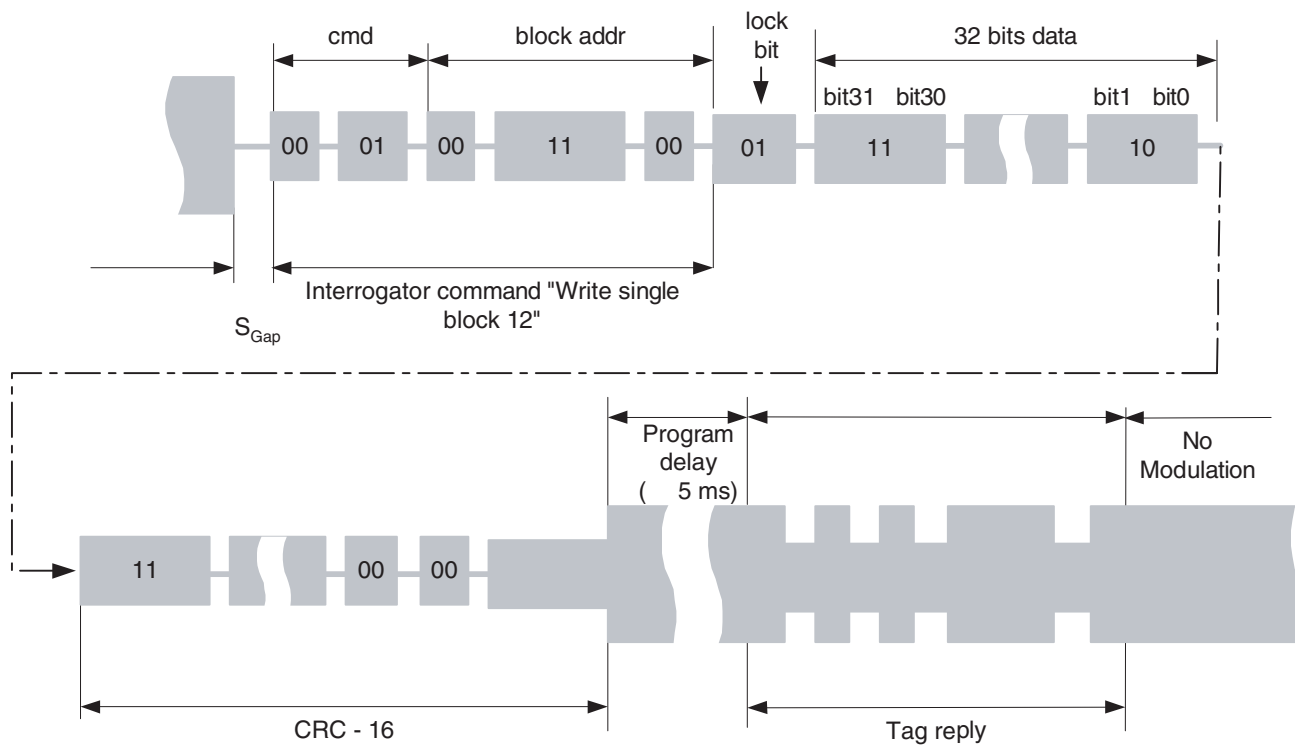 cmd
block addr
lock
bit
32 bits data
bit31 bit30
bit1 bit0
00 01 00 11 00 01 11 10
Interrogator command "Write single
block 12"
SGap
Program
delay
( 5 ms)
No
Modulation
11 00 00
CRC - 16
Tag reply